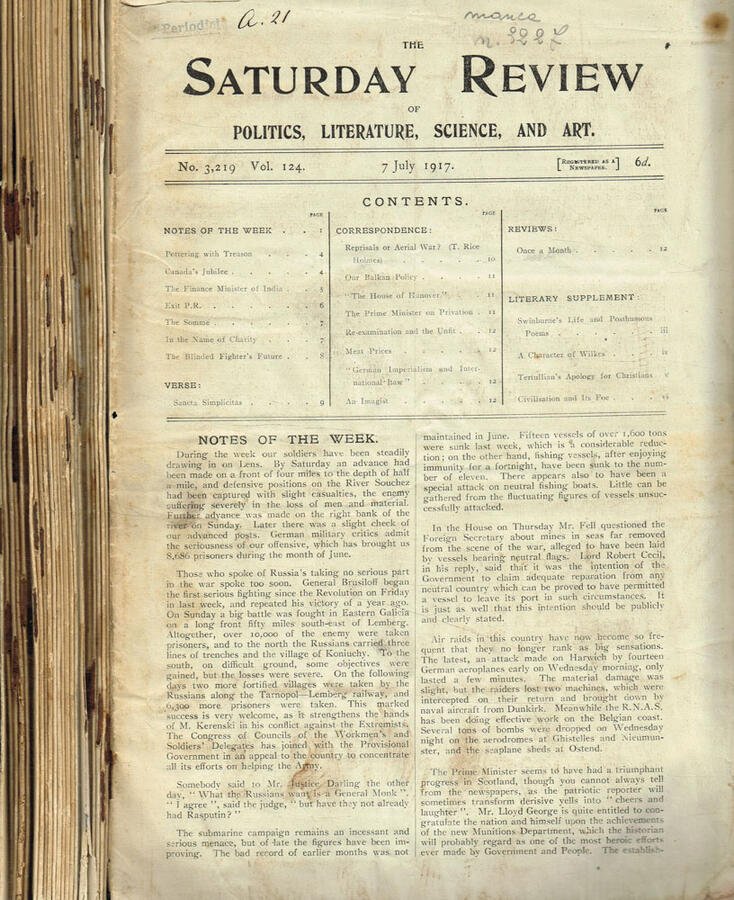 Periodici
a. 21
manca
n. 3227
THE
SATURDAY REVIEW
OF
POLITICS, LITERATURE, SCIENCE, AND ART.
No. 3,219 Vol. 124.
7 July 1917.
[REGISTERED AS A NEWSPAPER.] 6d.
CONTENTS.
PAGE
NOTES OF THE WEEK . . 1
Pottering with Treason . . 4
Canada's Jubilee . . . . 4
The Finance Minister of India . 5
Exit P.R. . . . . . 6
The Somme . . . . . 7
In the Name of Charity . . 7
The Blinded Fighter's Future . 8
VERSE:
Sancta Simplicitas . . . 9
PAGE
CORRESPONDENCE:
Reprisals or Aerial War? (T. Rice
Holmes) . . . . . 10
Our Balkan Policy . . . . 11
"The House of Hanover" . . 11
The Prime Minister on Privation . 11
Re-examination and the Unfit . . 12
Meat Prices . . . . . 12
"German Imperialism and Inter-
national Law" . . . . 12
An Imagist . . . . . 12
PAGE
REVIEWS:
Once a Month . . . . . 12
LITERARY SUPPLEMENT:
Swinburne's Life and Posthumous
Poems . . . . . iii
A Character of Wilkes . . . iv
Tertullian's Apology for Christians v
Civilisation and Its Foe . . . vi
NOTES OF THE WEEK.
During the week our soldiers have been steadily
drawing in on Lens. By Saturday an advance had
been made on a front of four miles to the depth of half
a mile, and defensive positions on the River Souchez
had been captured with slight casualties, the enemy
suffering severely in the loss of men and material.
Further advance was made on the right bank of the
river on Sunday. Later there was a slight check of
our advanced posts. German military critics admit
the seriousness of our offensive, which has brought us
8,686 prisoners during the month of June.
Those who spoke of Russia's taking no serious part
in the war spoke too soon. General Brusiloff began
the first serious fighting since the Revolution on Friday
in last week, and repeated his victory of a year ago.
On Sunday a big battle was fought in Eastern Galicia
on a long front fifty miles south-east of Lemberg.
Altogether, over 10,000 of the enemy were taken
prisoners, and to the north the Russians carried three
lines of trenches and the village of Koniuchy. To the
south, on difficult ground, some objectives were
gained, but the losses were severe. On the following
days two more fortified villages were taken by the
Russians along the Tarnopol—Lemberg railway, and
6,300 more prisoners were taken. This marked
success is very welcome, as it strengthens the hands
of M. Kerenski in his conflict against the Extremists.
The Congress of Councils of the Workmen's and
Soldiers' Delegates has joined with the Provisional
Government in an appeal to the country to concentrate
all its efforts on helping the Army.
Somebody said to Mr. Justice Darling the other
day, "What the Russians want is a General Monk".
"I agree", said the judge, "but have they not already
had Rasputin?"
The submarine campaign remains an incessant and
serious menace, but of late the figures have been im-
proving. The bad record of earlier months was not
maintained in June. Fifteen vessels of over 1,600 tons
were sunk last week, which is a considerable reduc-
tion; on the other hand, fishing vessels, after enjoying
immunity for a fortnight, have been sunk to the num-
ber of eleven. There appears also to have been a
special attack on neutral fishing boats. Little can be
gathered from the fluctuating figures of vessels unsuc-
cessfully attacked.
In the House on Thursday Mr. Fell questioned the
Foreign Secretary about mines in seas far removed
from the scene of the war, alleged to have been laid
by vessels bearing neutral flags. Lord Robert Cecil,
in his reply, said that it was the intention of the
Government to claim adequate reparation from any
neutral country which can be proved to have permitted
a vessel to leave its port in such circumstances. It
is just as well that this intention should be publicly
and clearly stated.
Air raids in this country have now become so fre-
quent that they no longer rank as big sensations.
The latest, an attack made on Harwich by fourteen
German aeroplanes early on Wednesday morning, only
lasted a few minutes. The material damage was
slight, but the raiders lost two machines, which were
intercepted on their return and brought down by
naval aircraft from Dunkirk. Meanwhile the R.N.A.S.
has been doing effective work on the Belgian coast.
Several tons of bombs were dropped on Wednesday
night on the aerodromes at Ghistelles and Nieumun-
ster, and the seaplane sheds at Ostend.
The Prime Minister seems to have had a triumphant
progress in Scotland, though you cannot always tell
from the newspapers, as the patriotic reporter will
sometimes transform derisive yells into "cheers and
laughter". Mr. Lloyd George is quite entitled to con-
gratulate the nation and himself upon the achievements
of the new Munitions Department, which the historian
will probably regard as one of the most heroic efforts
ever made by Government and People. The establish-